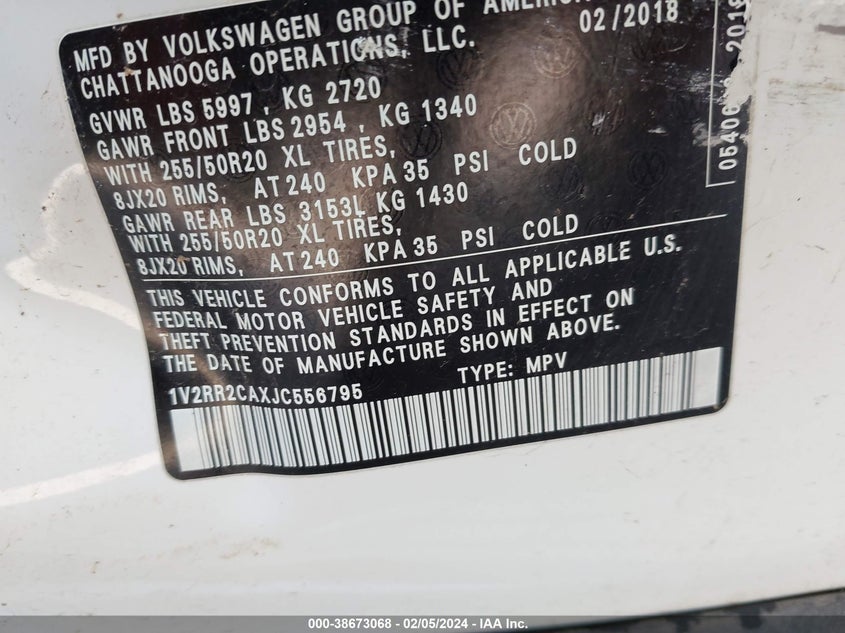 MFD BY VOLKSWAGEN GROUP OF AMERICA
CHATTANOOGA OPERATIONS, LLC. 02/2018
GVWR LBS 5997 , KG 2720
GAWR FRONT LBS 2954 , KG 1340
WITH 255/50R20 XL TIRES,
8JX20 RIMS, AT 240 KPA 35 PSI COLD
GAWR REAR LBS 3153L KG 1430
WITH 255/50R20 XL TIRES,
8JX20 RIMS, AT 240 KPA 35 PSI COLD
THIS VEHICLE CONFORMS TO ALL APPLICABLE U.S.
FEDERAL MOTOR VEHICLE SAFETY AND
THEFT PREVENTION STANDARDS IN EFFECT ON
THE DATE OF MANUFACTURE SHOWN ABOVE.
1V2RR2CAXJC556795 TYPE: MPV
2018
000-38673068 - 02/05/2024 - IAA Inc.